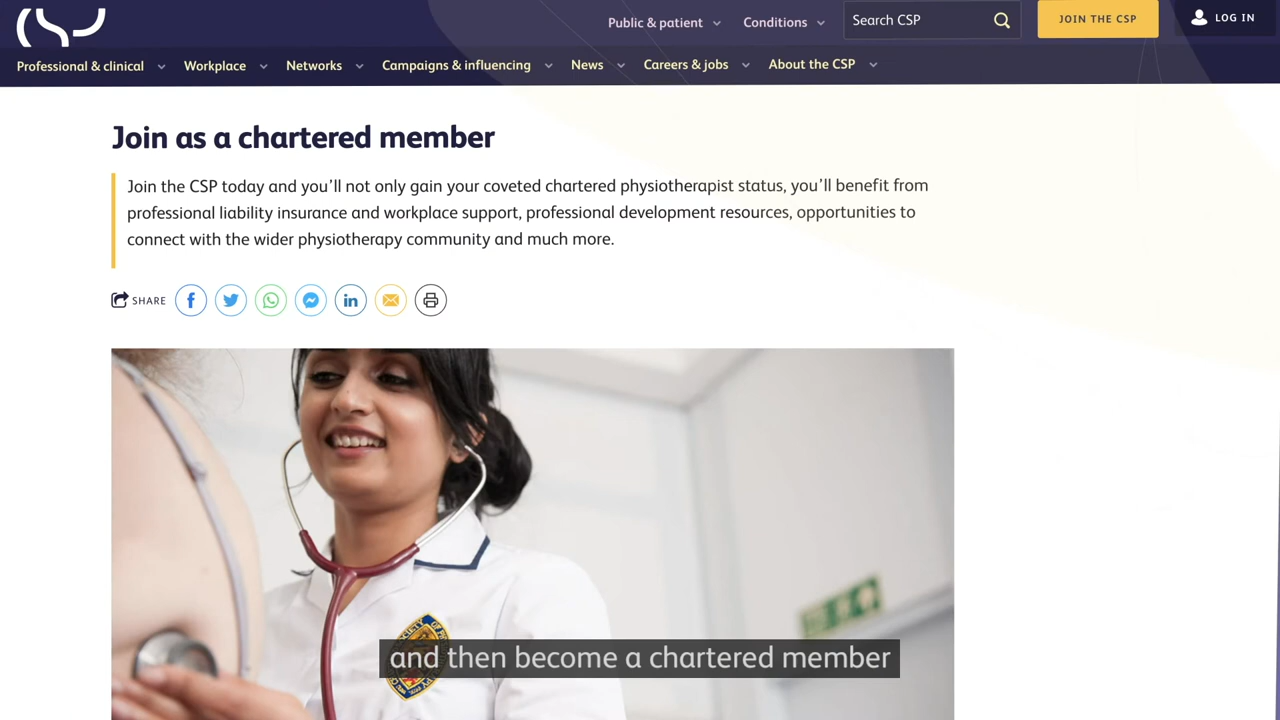 Public & patient
Conditions
Search CSP
JOIN THE CSP
LOG IN
Professional & clinical
Workplace
Networks
Campaigns & influencing
News
Careers & jobs
About the CSP
Join as a chartered member
Join the CSP today and you’ll not only gain your coveted chartered physiotherapist status, you’ll benefit from
professional liability insurance and workplace support, professional development resources, opportunities to
connect with the wider physiotherapy community and much more.
SHARE
and then become a chartered member